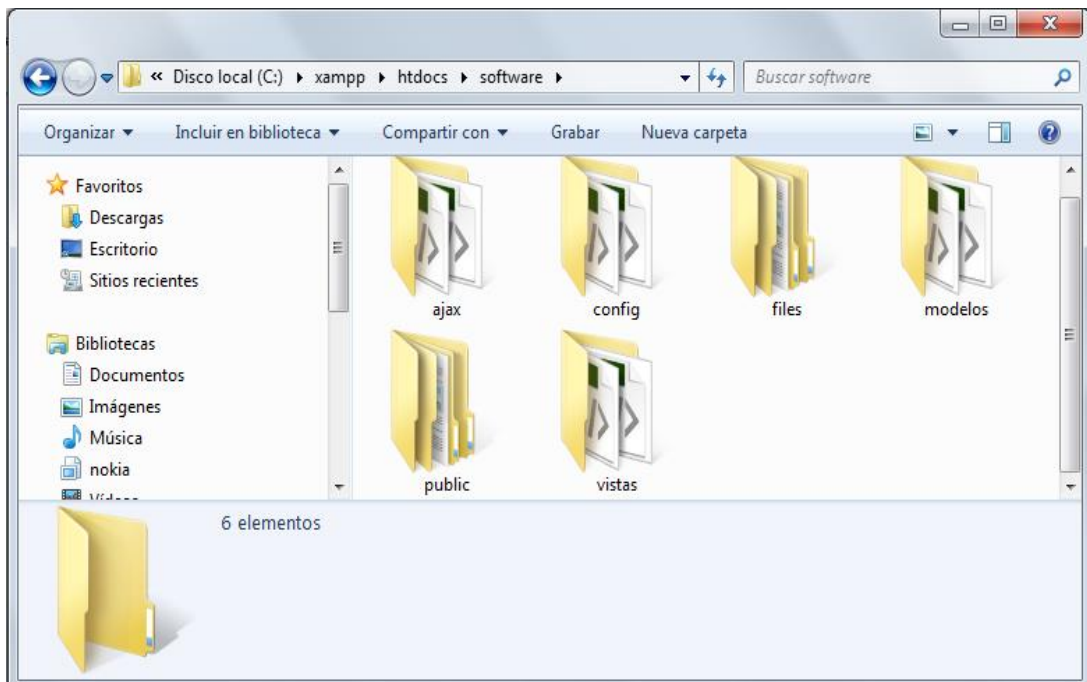 « Disco local (C:) xampp htdocs software
Buscar software
Organizar Incluir en biblioteca Compartir con Grabar Nueva carpeta
Favoritos
Descargas
Escritorio
Sitios recientes
Bibliotecas
Documentos
Imágenes
Música
nokia
Vídeos
ajax config files modelos
public vistas
6 elementos